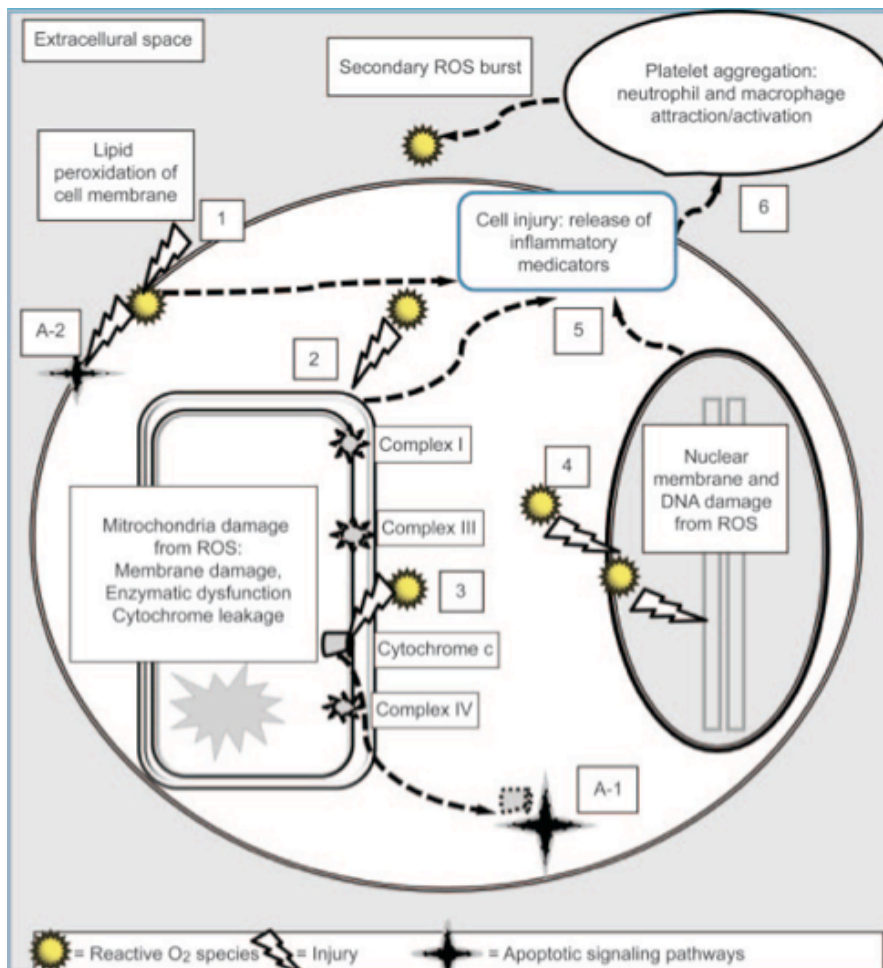 Extracellural space
Secondary ROS burst
Platelet aggregation:
neutrophil and macrophage
attraction/activation
Lipid
peroxidation of
cell membrane
1
6
Cell injury: release of
inflammatory
medicators
A-2
2
5
Complex I
4
Nuclear
membrane and
DNA damage
from ROS
Mitrochondria damage
from ROS:
Membrane damage,
Enzymatic dysfunction
Cytochrome leakage
Complex III
3
Cytochrome c
Complex IV
A-1
= Reactive O₂ species
= Injury
= Apoptotic signaling pathways